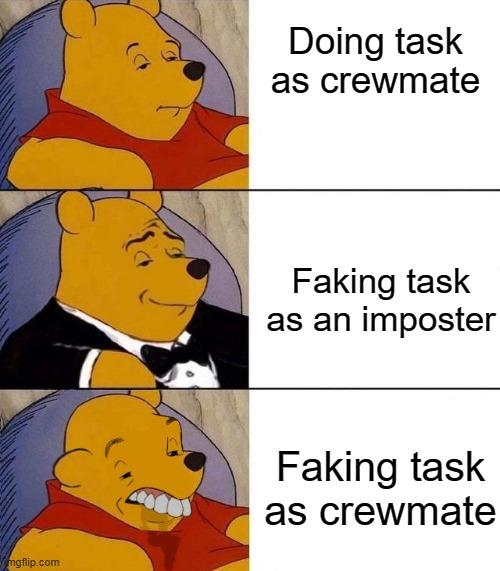 Doing task
as crewmate
Faking task
as an imposter
Faking task
as crewmate
imgflip.com